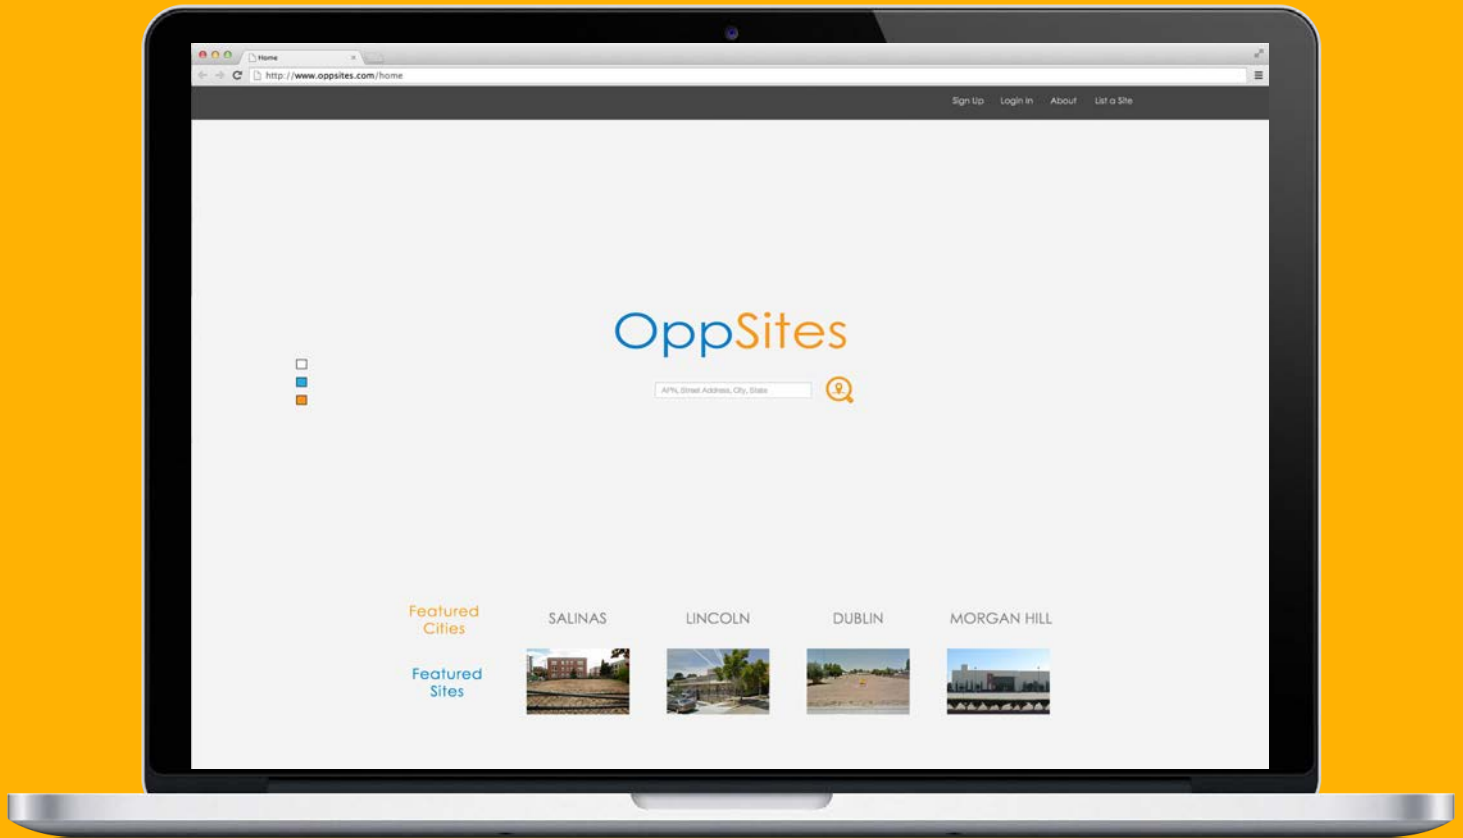 Home
http://www.oppsites.com/home
Sign Up Login In About List a Site
OppSites
APN, Street Address, City, State
Featured
Cities
SALINAS LINCOLN DUBLIN MORGAN HILL
Featured
Sites